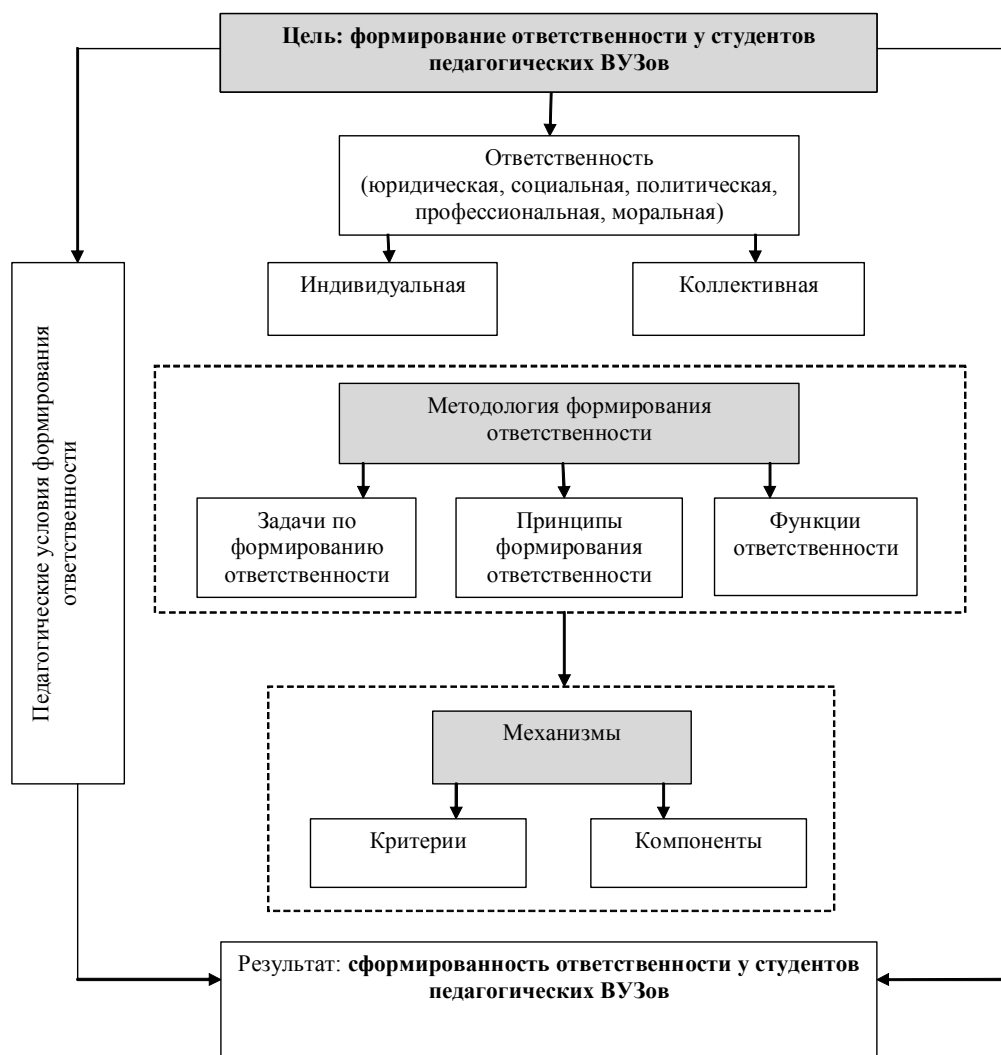 Цель: формирование ответственности у студентов
педагогических ВУЗов
Ответственность
(юридическая, социальная, политическая,
профессиональная, моральная)
Индивидуальная
Коллективная
Педагогические условия формирования
ответственности
Методология формирования
ответственности
Задачи по
формированию
ответственности
Принципы
формирования
ответственности
Функции
ответственности
Механизмы
Критерии
Компоненты
Результат: сформированность ответственности у студентов
педагогических ВУЗов